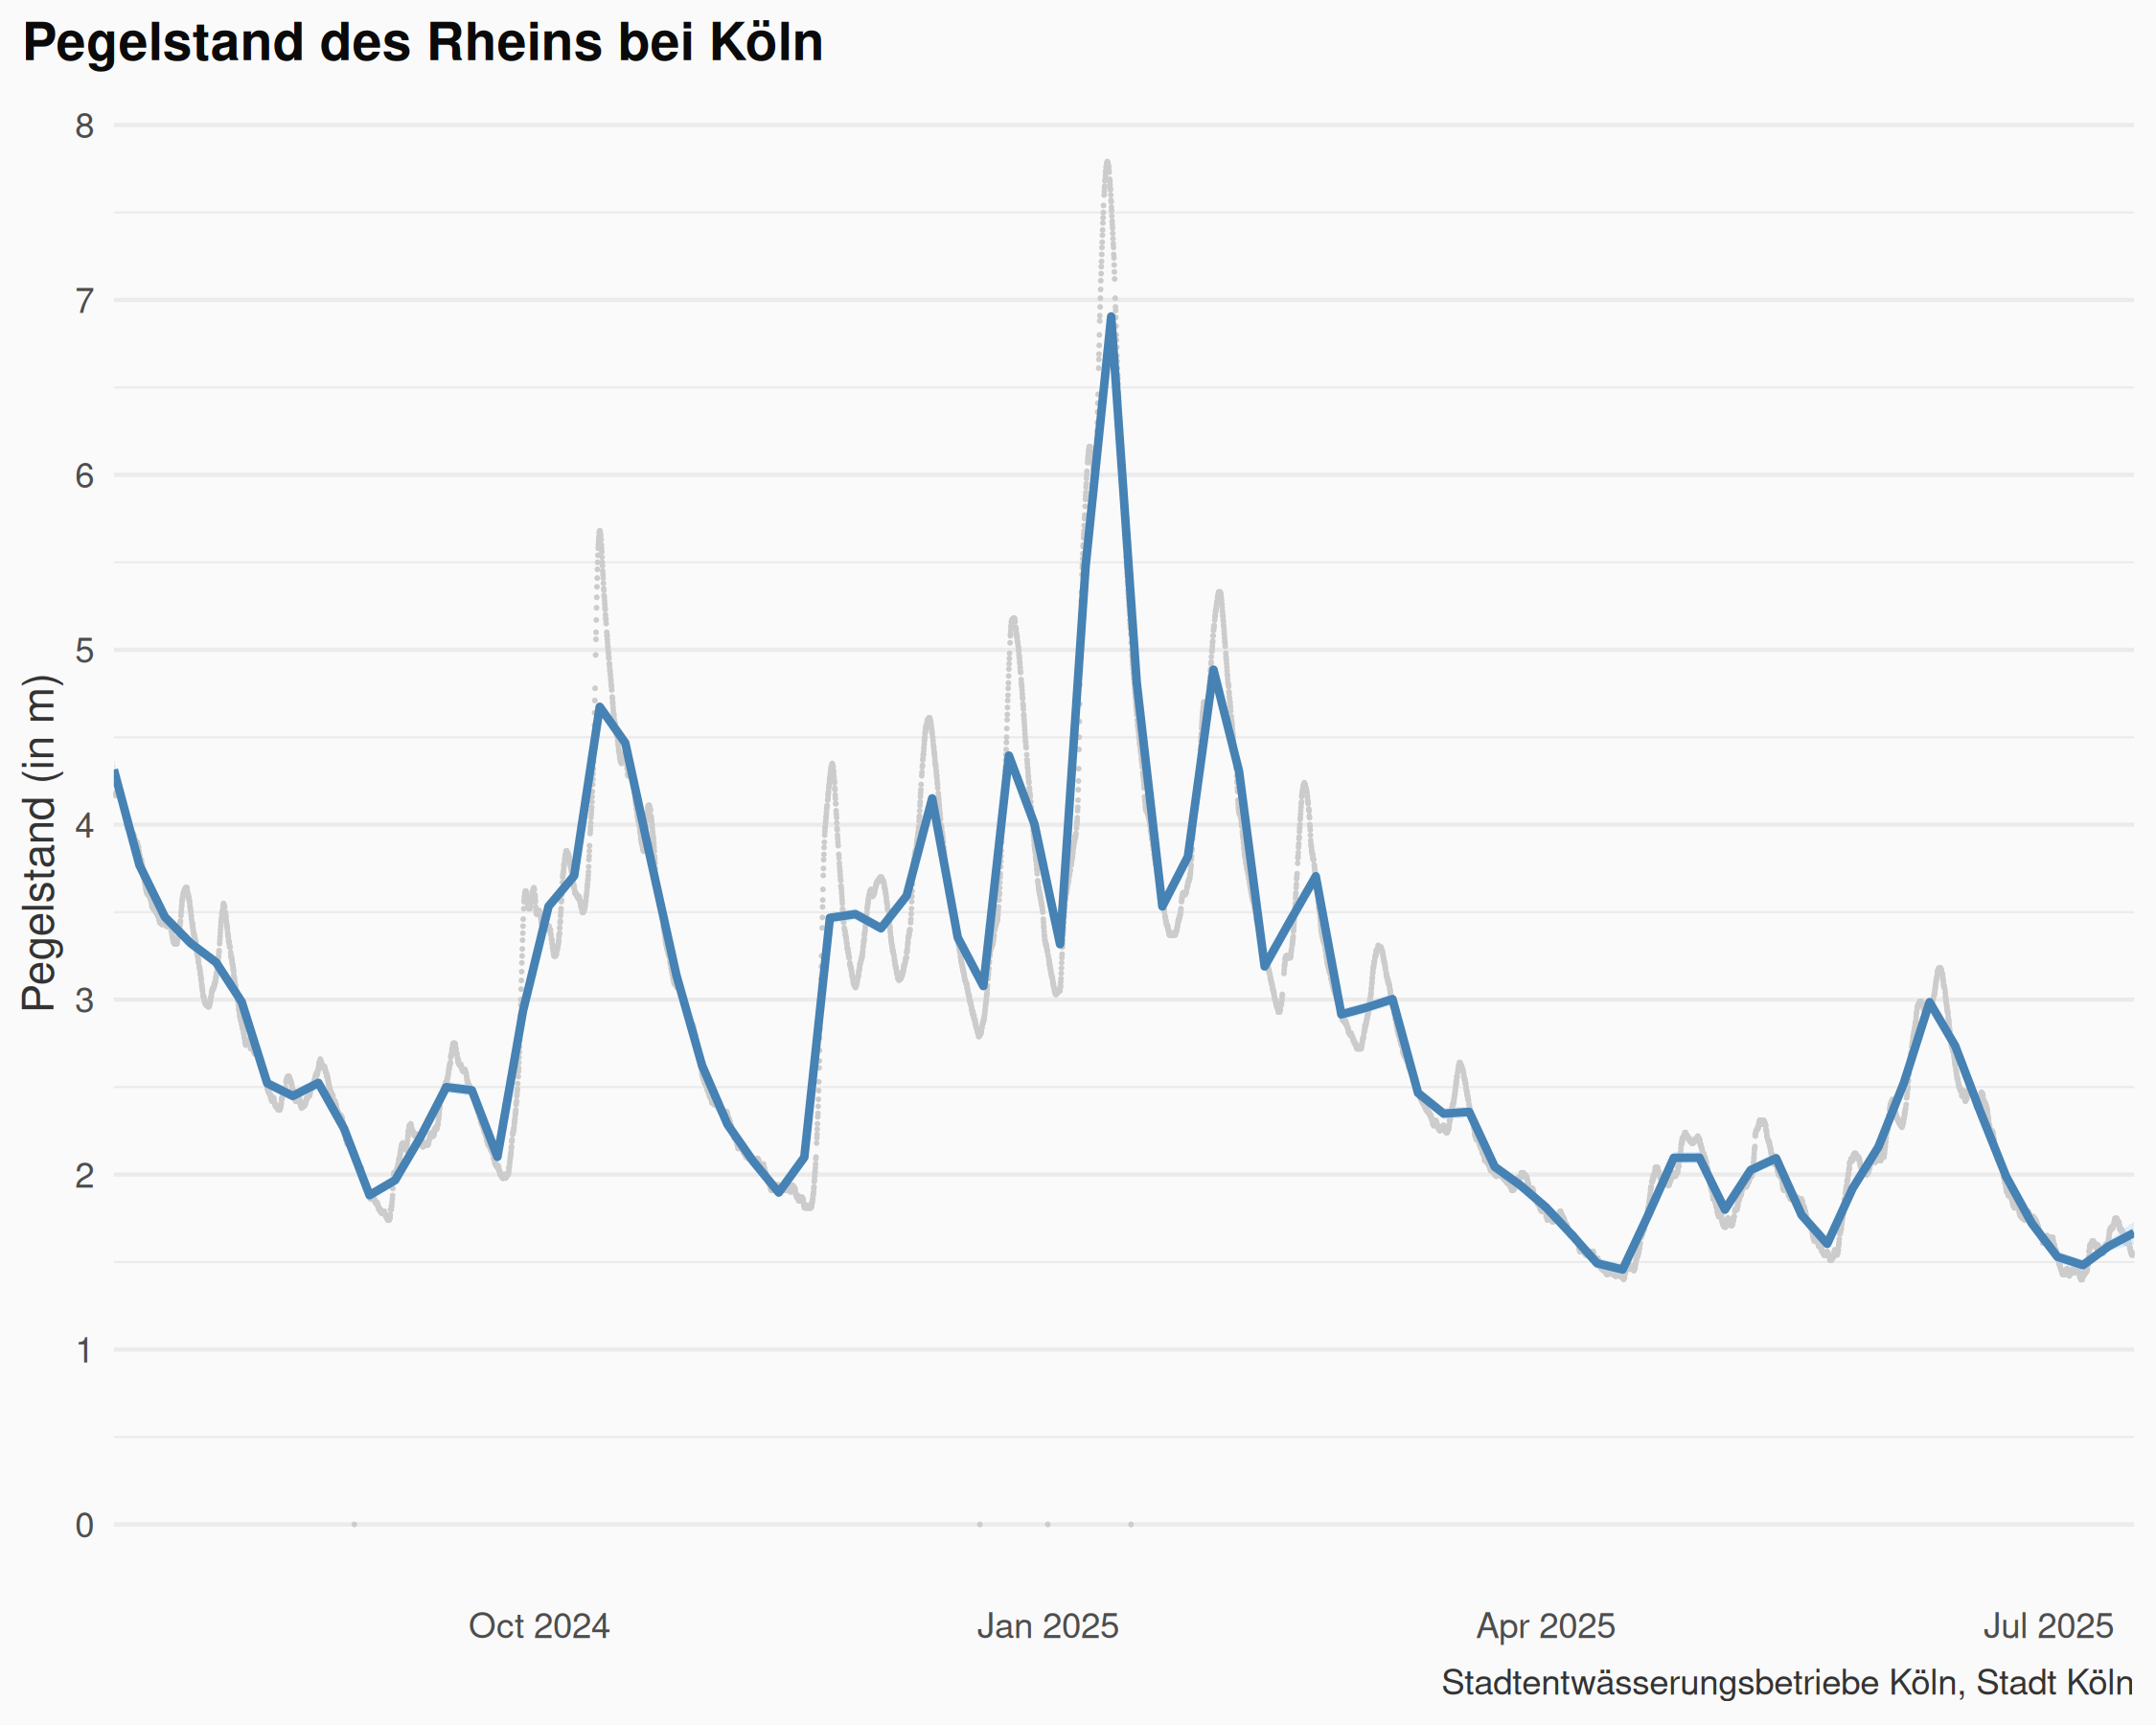 Pegelstand des Rheins bei Köln
8
7
6
5
4
3
2
1
0
Pegelstand (in m)
Oct 2024
Jan 2025
Apr 2025
Jul 2025
Stadtentwässerungsbetriebe Köln, Stadt Köln